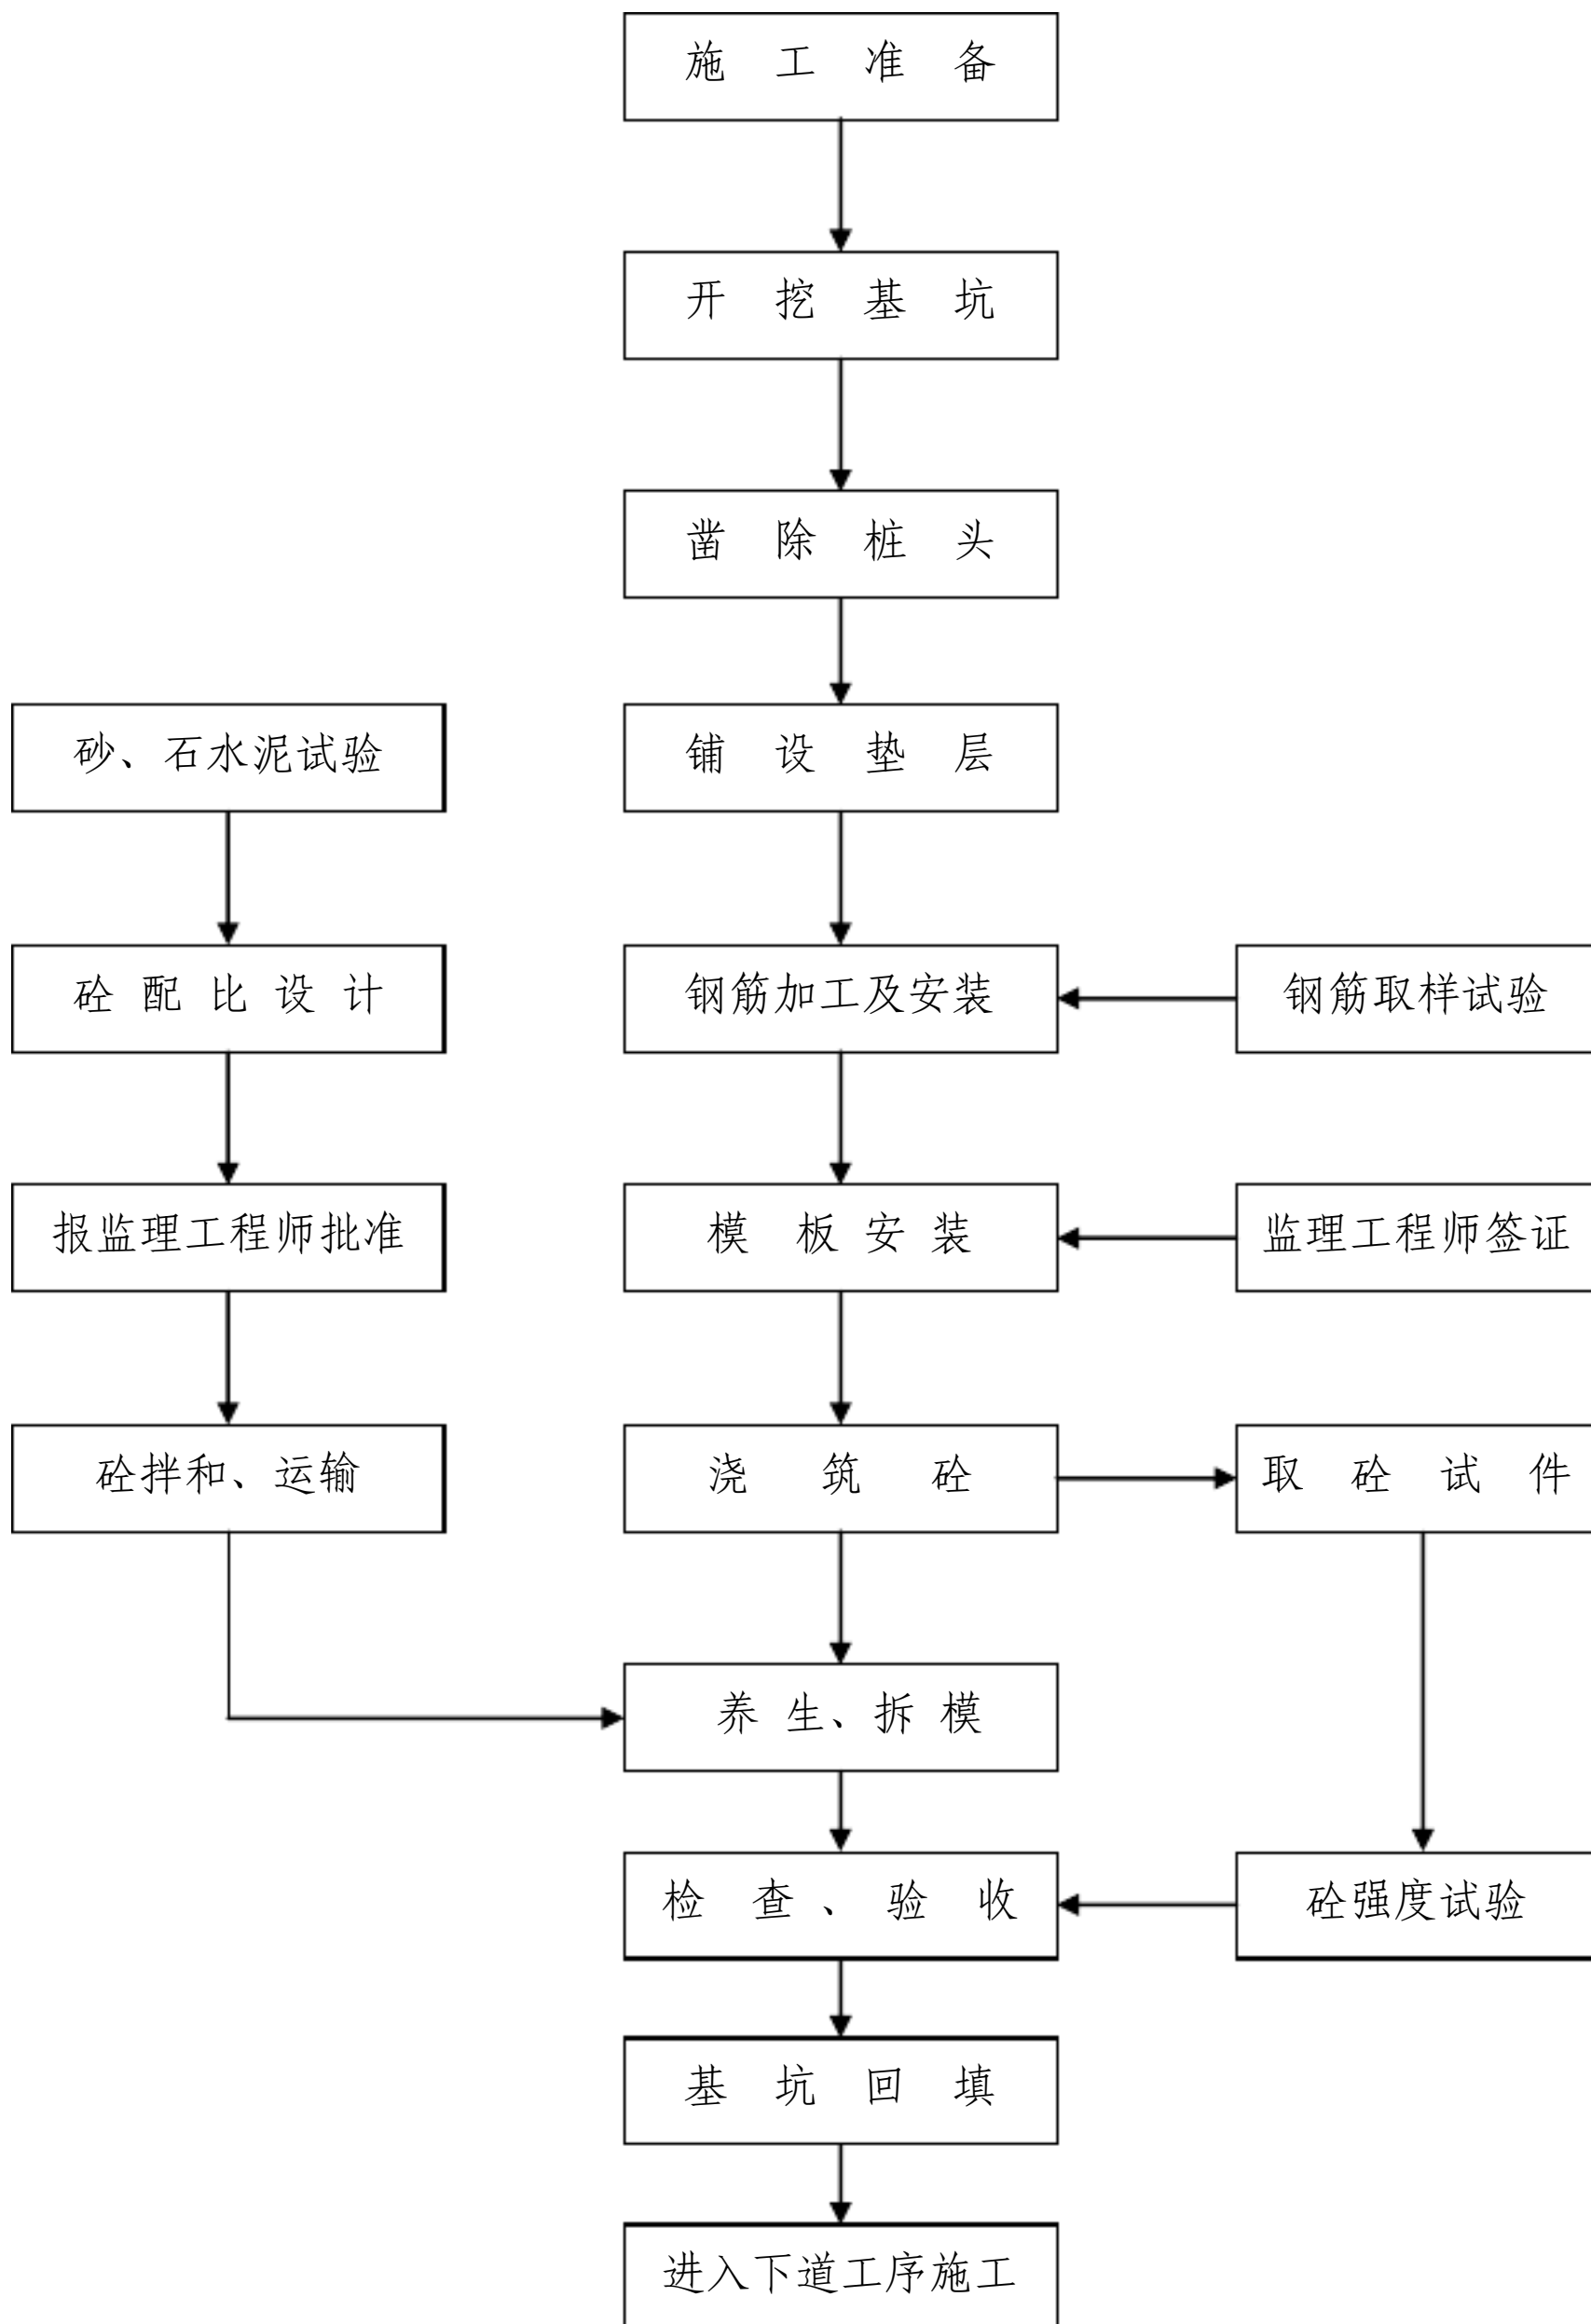 施工准备
开挖基坑
凿除桩头
砂、石水泥试验
铺设垫层
砼配比设计
钢筋加工及安装
钢筋取样试验
报监理工程师批准
模板安装
监理工程师签证
砼拌和、运输
浇筑砼
取砼试件
养生、拆模
检查、验收
砼强度试验
基坑回填
进入下道工序施工